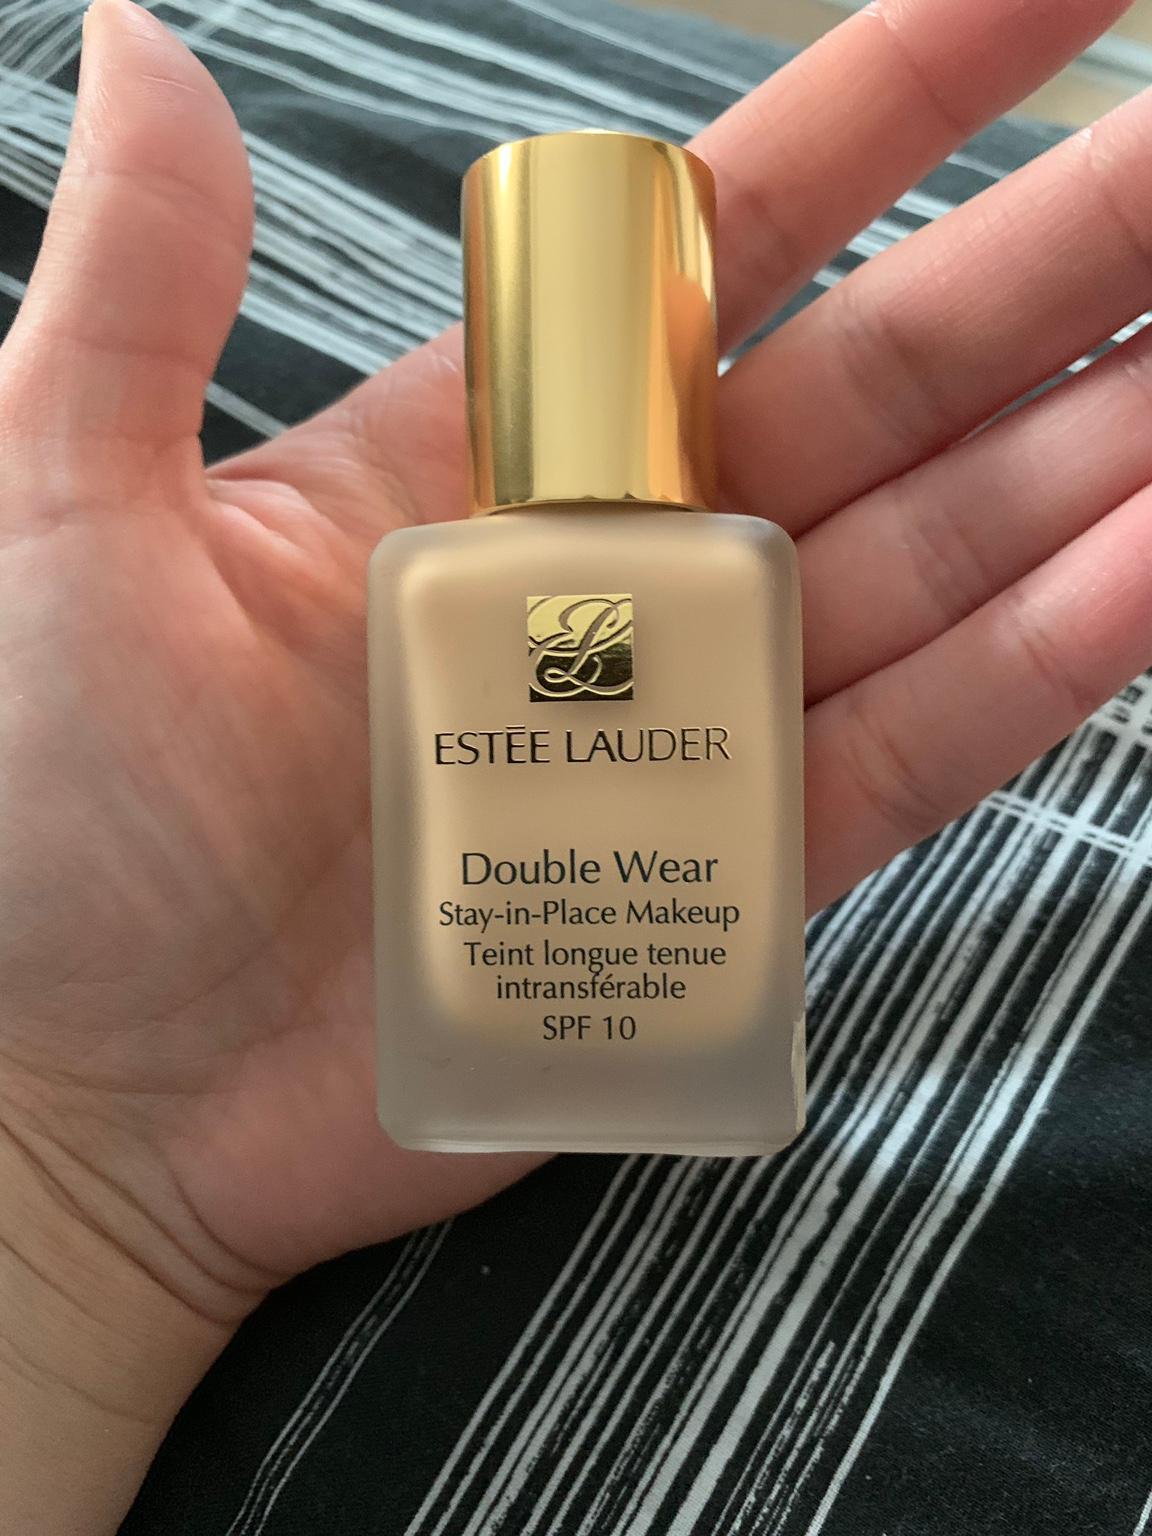 ESTĒE LAUDER
Double Wear
Stay-in-Place Makeup
Teint longue tenue
intransférable
SPF 10